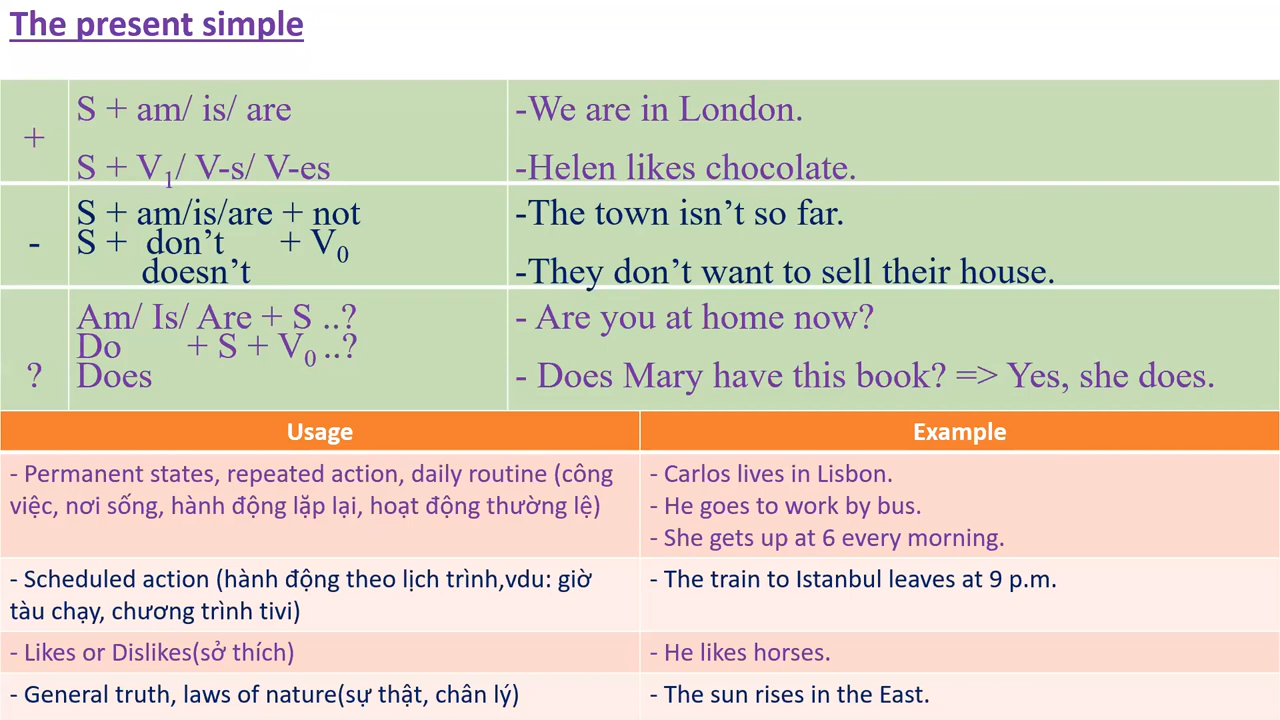 The present simple
+
S + am/ is/ are
S + V₁/ V-s/ V-es
-We are in London.
-Helen likes chocolate.
-
S + am/is/are + not
S + don’t + V₀
doesn’t
-The town isn’t so far.
-They don’t want to sell their house.
?
Am/ Is/ Are + S ..?
Do + S + V₀ ..?
Does
- Are you at home now?
- Does Mary have this book? => Yes, she does.
Usage
Example
- Permanent states, repeated action, daily routine (công
việc, nơi sống, hành động lặp lại, hoạt động thường lệ)
- Carlos lives in Lisbon.
- He goes to work by bus.
- She gets up at 6 every morning.
- Scheduled action (hành động theo lịch trình,vdu: giờ
tàu chạy, chương trình tivi)
- The train to Istanbul leaves at 9 p.m.
- Likes or Dislikes(sở thích)
- He likes horses.
- General truth, laws of nature(sự thật, chân lý)
- The sun rises in the East.